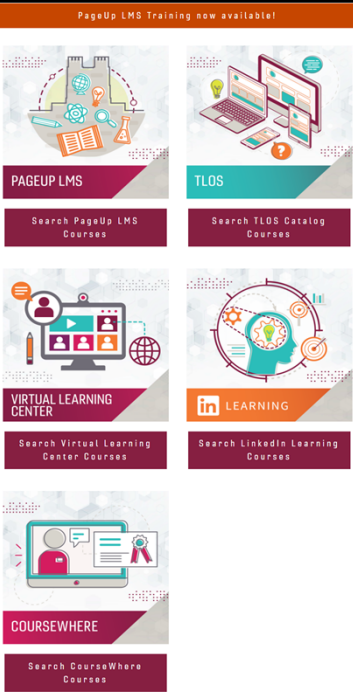 PageUp LMS Training now available!
PAGEUP LMS
TLOS
Search PageUp LMS
Courses
Search TLOS Catalog
Courses
VIRTUAL LEARNING
CENTER
in LEARNING
Search Virtual Learning
Center Courses
Search LinkedIn Learning
Courses
COURSEWHERE
Search CourseWhere
Courses